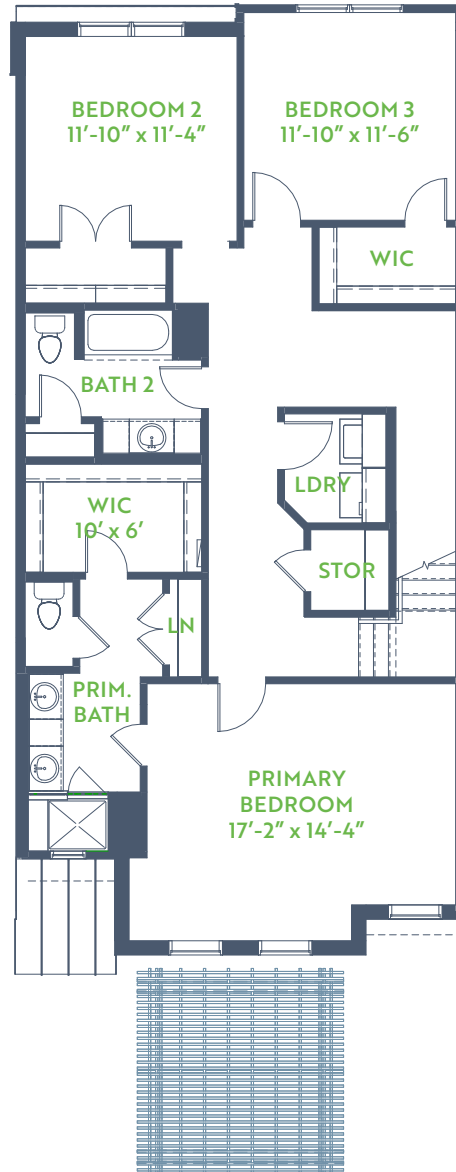 BEDROOM 2
11′-10″ x 11′-4″
BEDROOM 3
11′-10″ x 11′-6″
WIC
BATH 2
LDRY
WIC
10′ x 6′
STOR
LN
PRIM.
BATH
PRIMARY
BEDROOM
17′-2″ x 14′-4″